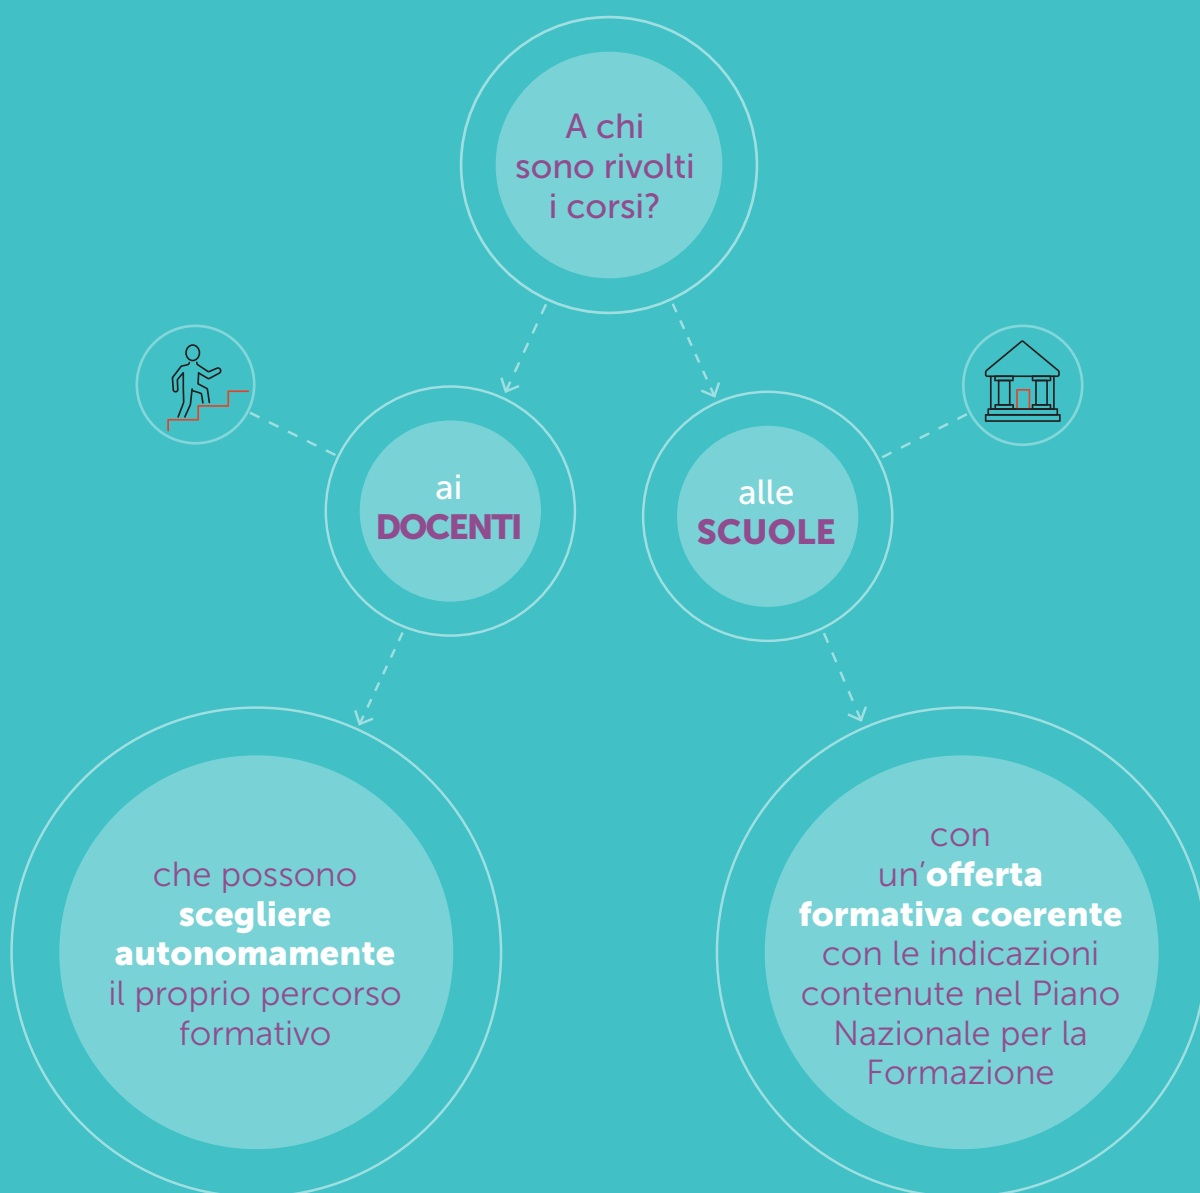 A chi
sono rivolti
i corsi?
ai
DOCENTI
alle
SCUOLE
che possono
scegliere
autonomamente
il proprio percorso
formativo
con
un'offerta
formativa coerente
con le indicazioni
contenute nel Piano
Nazionale per la
Formazione